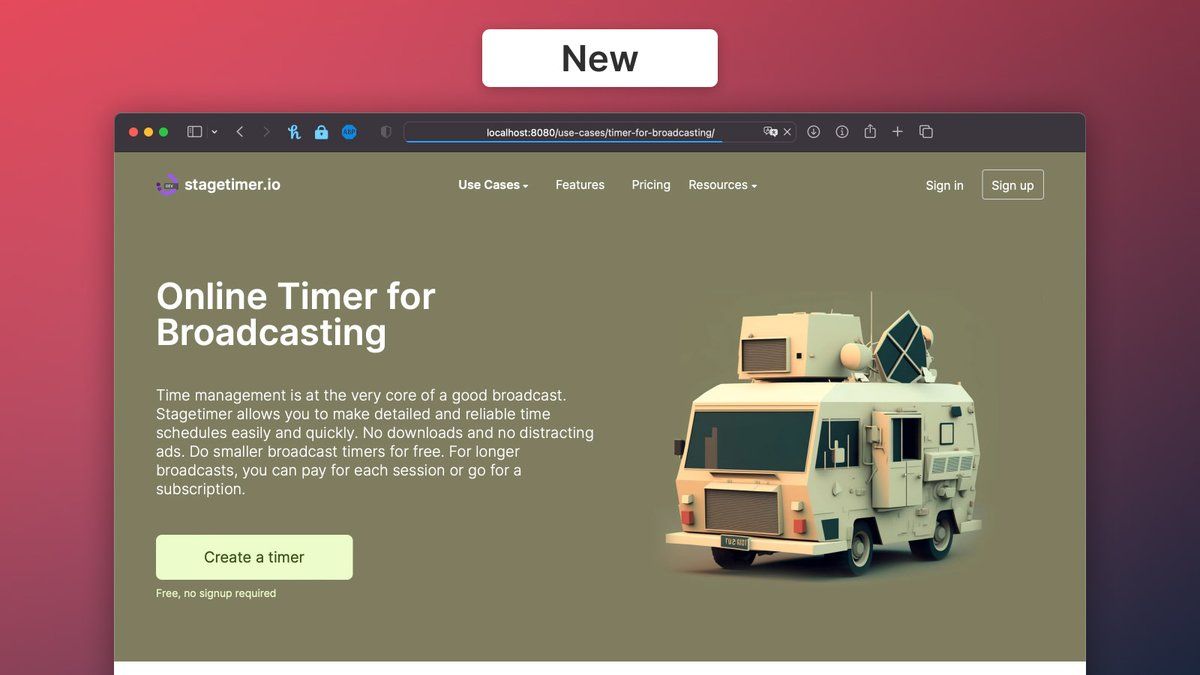 New
localhost:8080/use-cases/timer-for-broadcasting/
ABP
DEV
stagetimer.io
Use Cases
Features
Pricing
Resources
Sign in
Sign up
Online Timer for
Broadcasting
Time management is at the very core of a good broadcast.
Stagetimer allows you to make detailed and reliable time
schedules easily and quickly. No downloads and no distracting
ads. Do smaller broadcast timers for free. For longer
broadcasts, you can pay for each session or go for a
subscription.
Create a timer
Free, no signup required